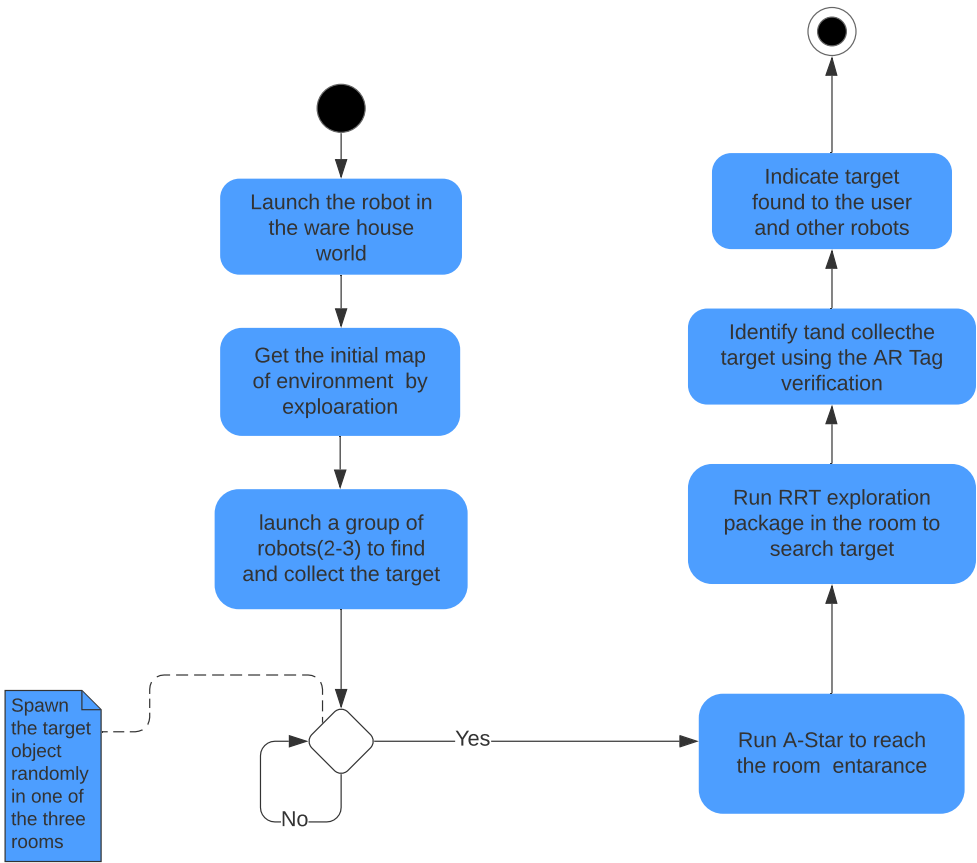 Launch the robot in
the ware house
world
Get the initial map
of environment  by
exploaration
launch a group of
robots(2-3) to find
and collect the target
Spawn
the target
object
randomly
in one of
the three
rooms
No
Yes
Run A-Star to reach
the room  entarance
Run RRT exploration
package in the room to
search target
Identify tand collecthe
target using the AR Tag
verification
Indicate target
found to the user
and other robots